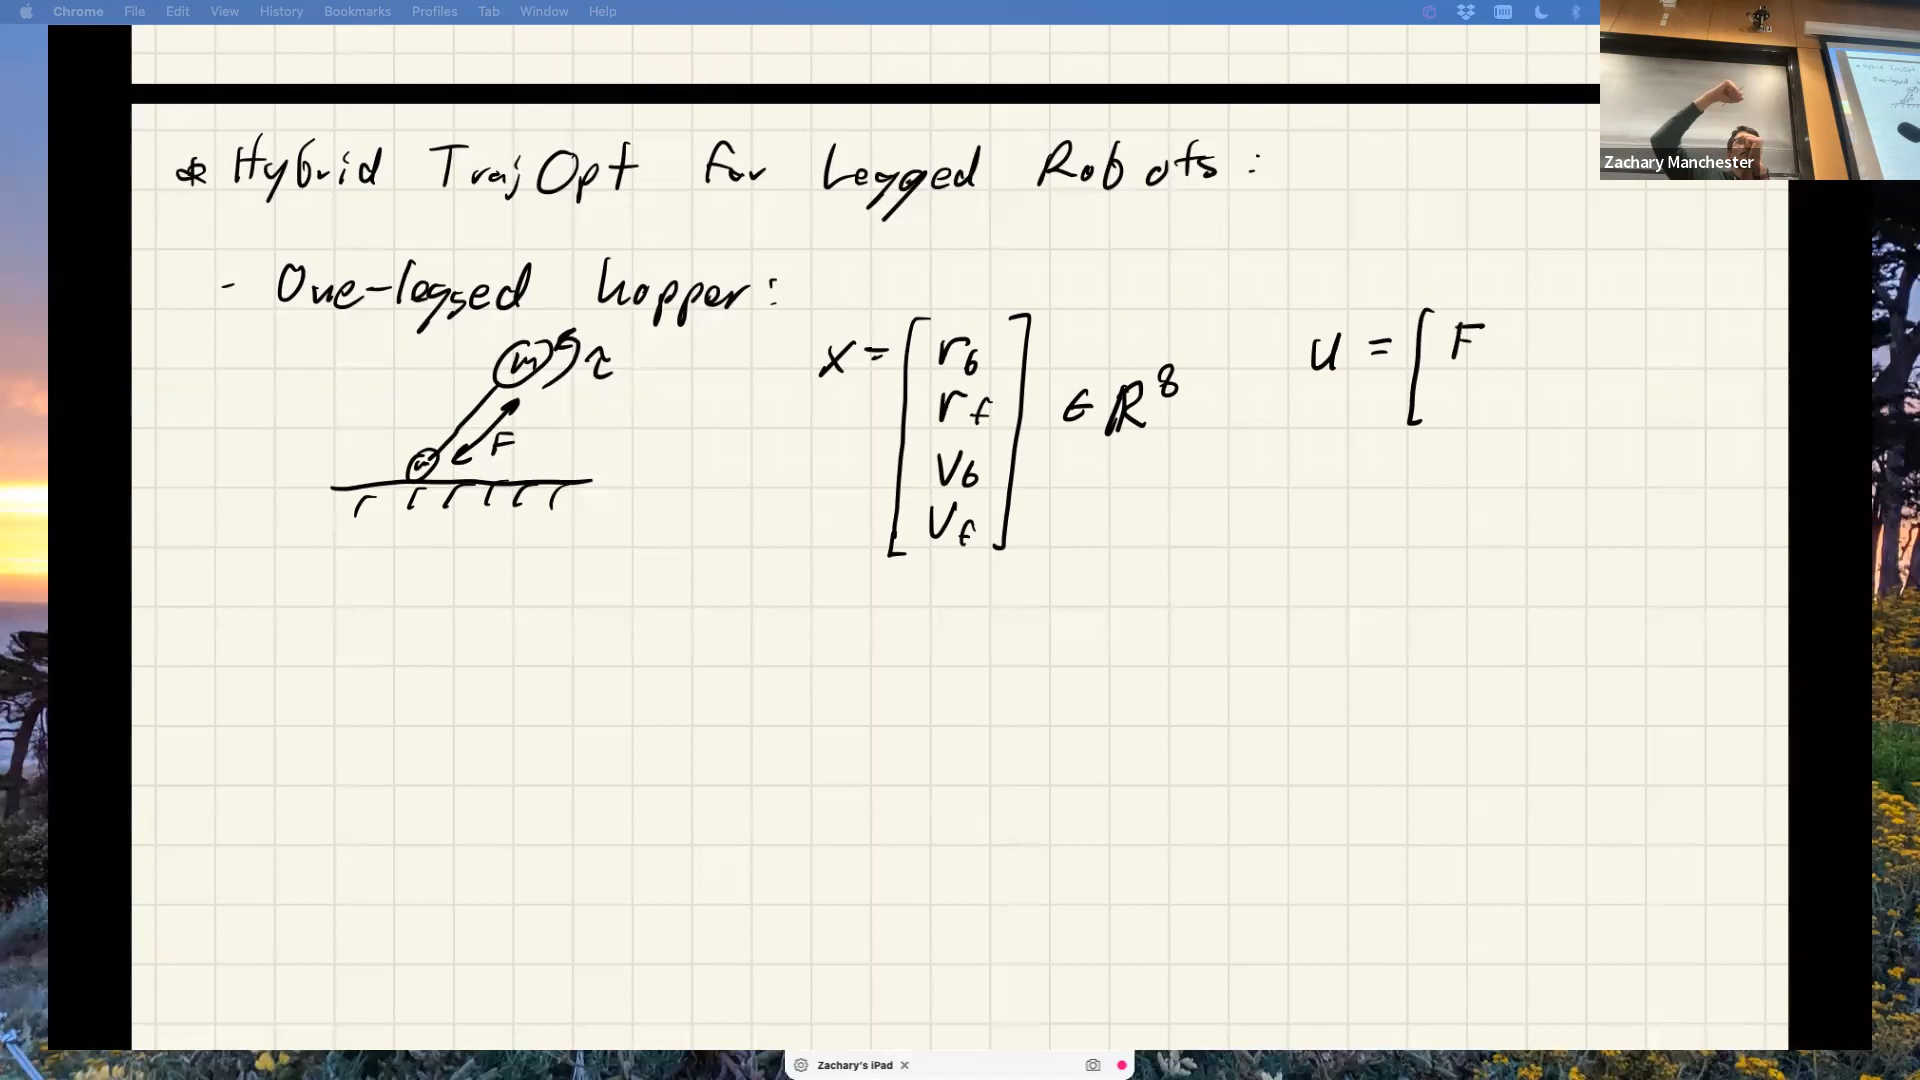 Chrome File Edit View History Bookmarks Profiles Tab Window Help
Zachary Manchester
* Hybrid TrajOpt for Legged Robots:
- One-legged hopper:
m τ
F
m
x = [ r_b
r_f
v_b
v_f ] ∈ ℝ^8
u = [ F
Zachary's iPad